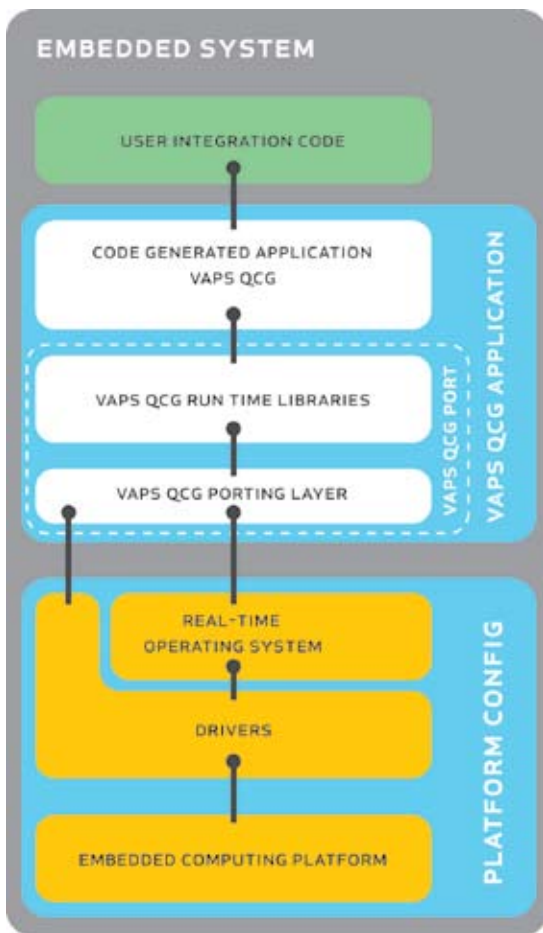 EMBEDDED SYSTEM
USER INTEGRATION CODE
CODE GENERATED APPLICATION
VAPS QCG
VAPS QCG RUN TIME LIBRARIES
VAPS QCG PORTING LAYER
VAPS QCG PORT
VAPS QCG APPLICATION
REAL-TIME
OPERATING SYSTEM
DRIVERS
EMBEDDED COMPUTING PLATFORM
PLATFORM CONFIG